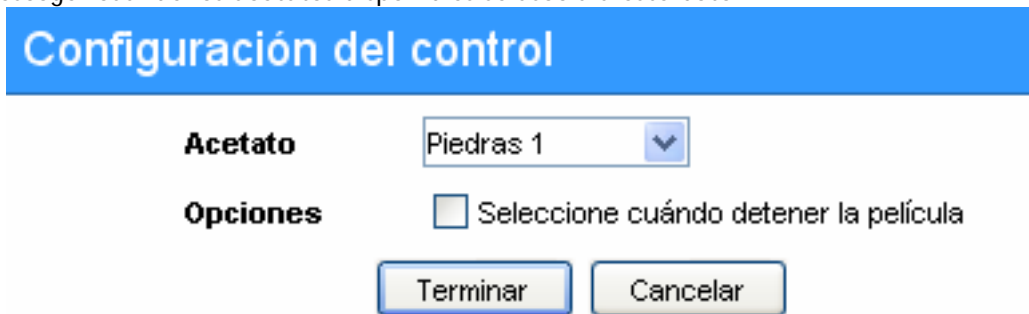 Configuración del control
Acetato Piedras 1
Opciones Seleccione cuándo detener la película
Terminar Cancelar